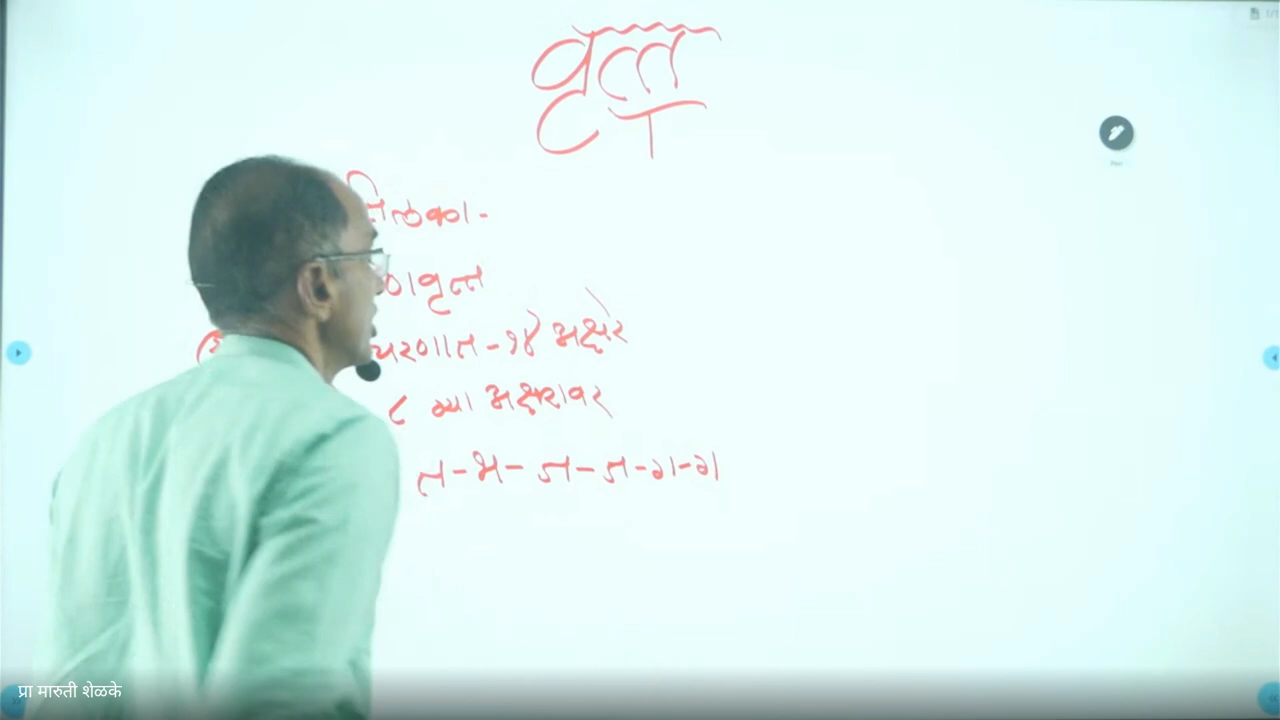 वृत्त
तिलका -
वृत्त
चरणात - १४ अक्षरे
८ व्या अक्षरावर
त - भ - ज - ज - ग - ग
प्रा मारुती शेळके